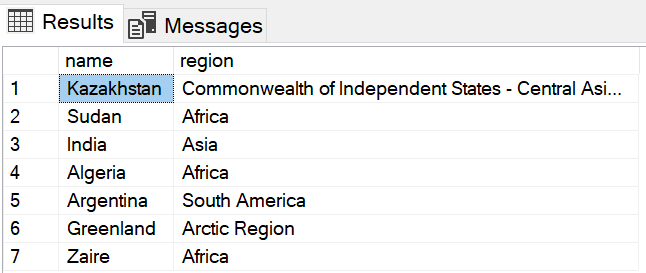 Results Messages
name region
1 Kazakhstan Commonwealth of Independent States - Central Asi...
2 Sudan Africa
3 India Asia
4 Algeria Africa
5 Argentina South America
6 Greenland Arctic Region
7 Zaire Africa